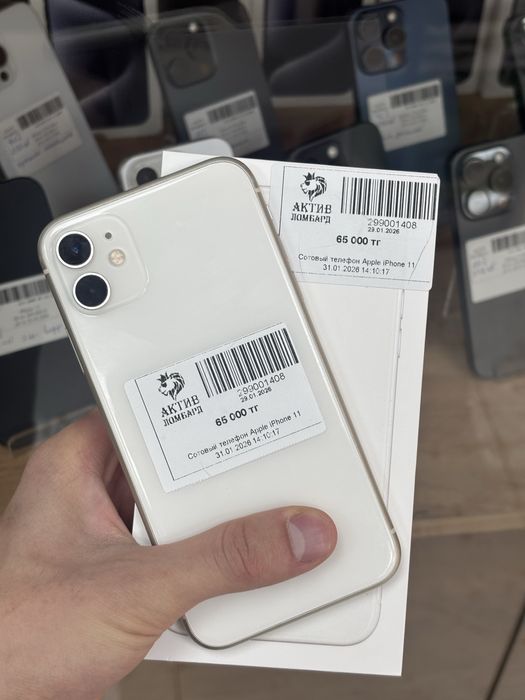 АКТИВ
ЛОМБАРД
299001408
29.01.2026
65 000 тг
Сотовый телефон Apple iPhone 11
31.01.2026 14:10:17
АКТИВ
ЛОМБАРД
299001408
29.01.2026
65 000 тг
Сотовый телефон Apple iPhone 11
31.01.2026 14:10:17